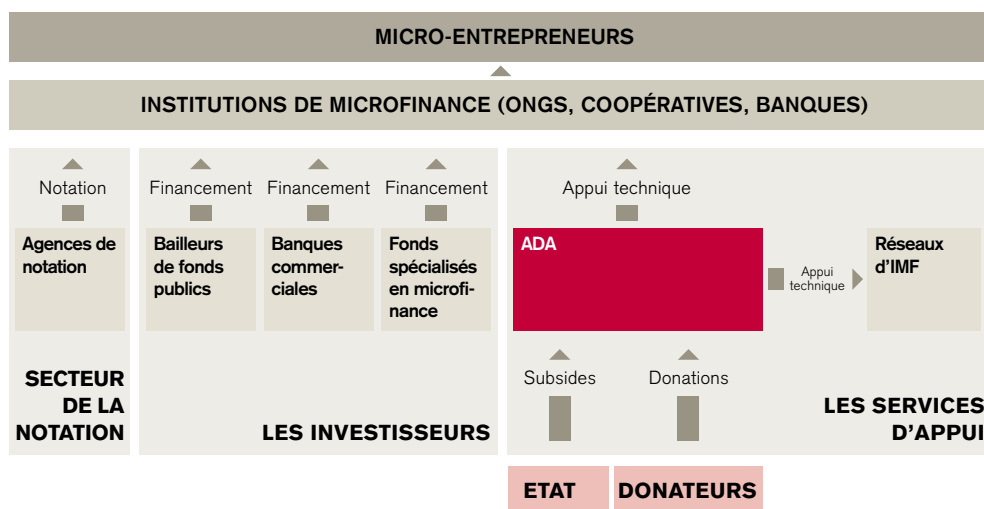 MICRO-ENTREPRENEURS
INSTITUTIONS DE MICROFINANCE (ONGS, COOPÉRATIVES, BANQUES)
Notation
Agences de
notation
SECTEUR
DE LA
NOTATION
Financement
Bailleurs
de fonds
publics
Financement
Banques
commer-
ciales
Financement
Fonds
spécialisés
en microfi-
nance
LES INVESTISSEURS
Appui technique
ADA
Appui
technique
Réseaux
d'IMF
Subsides
Donations
LES SERVICES
D'APPUI
ETAT
DONATEURS